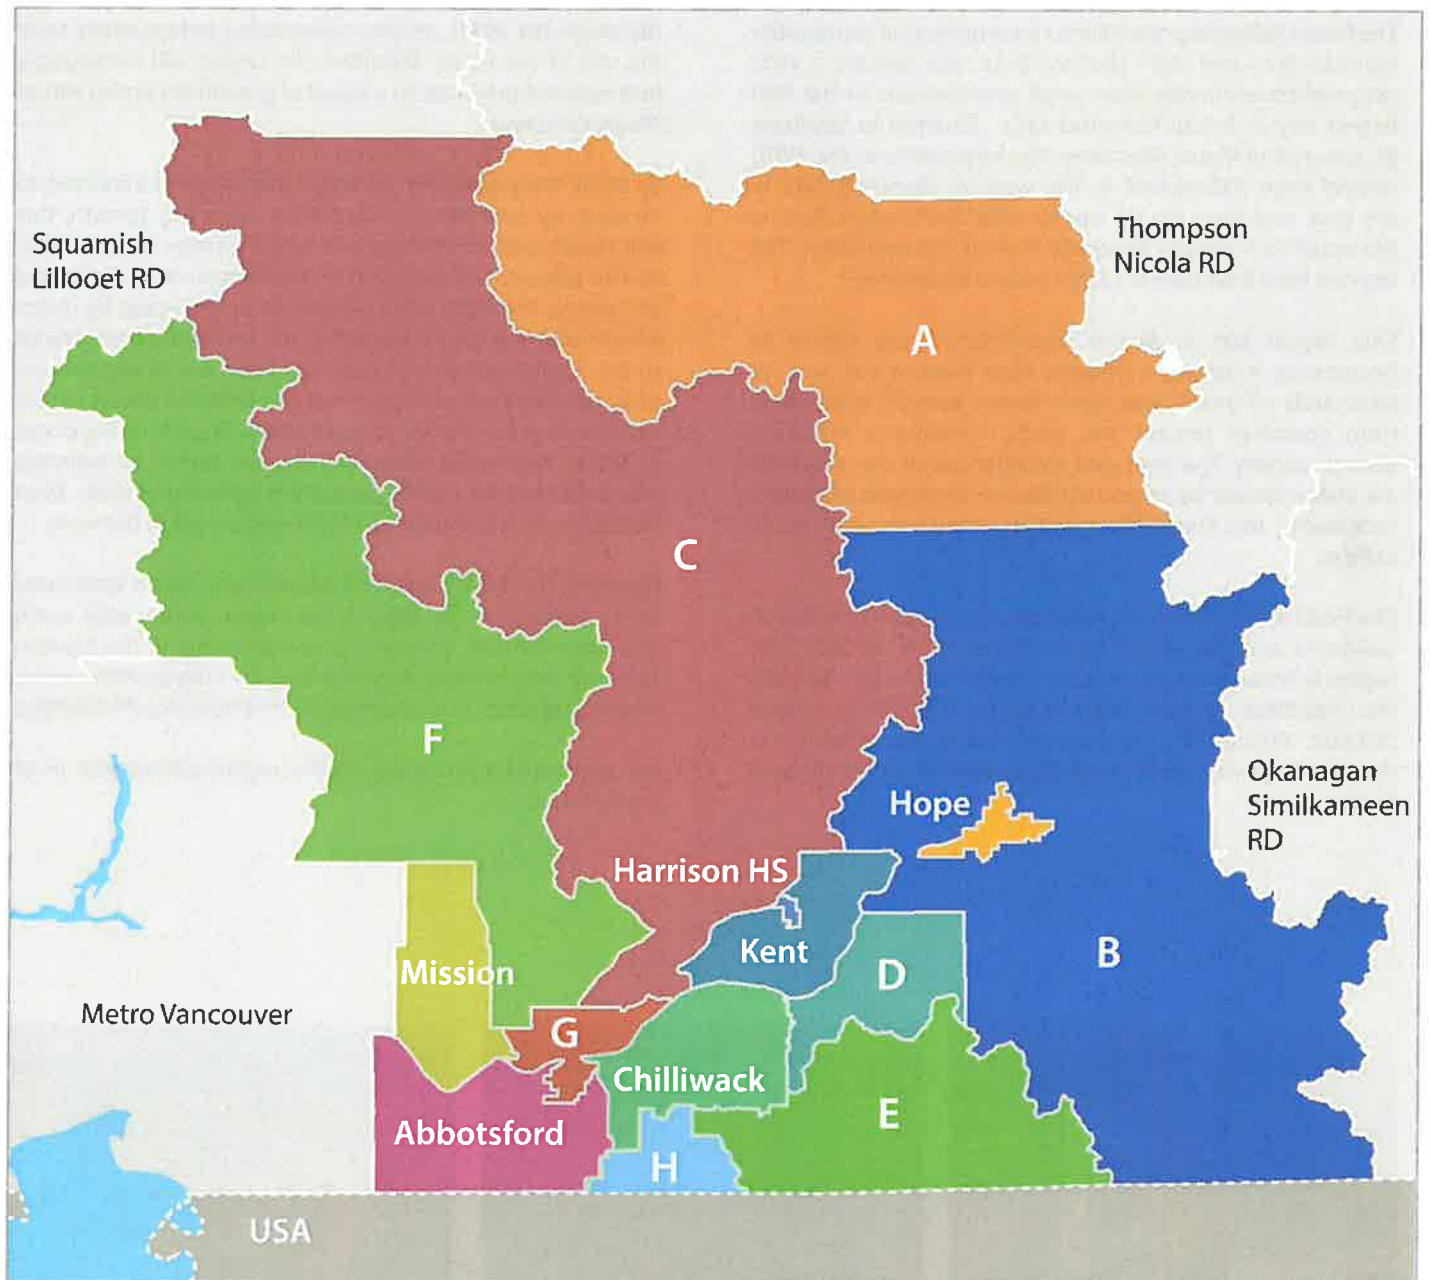 Squamish
Lillooet RD
Thompson
Nicola RD
A
C
F
Okanagan
Similkameen
RD
Hope
Harrison HS
Kent
B
Mission
D
Metro Vancouver
G
Chilliwack
E
Abbotsford
H
USA